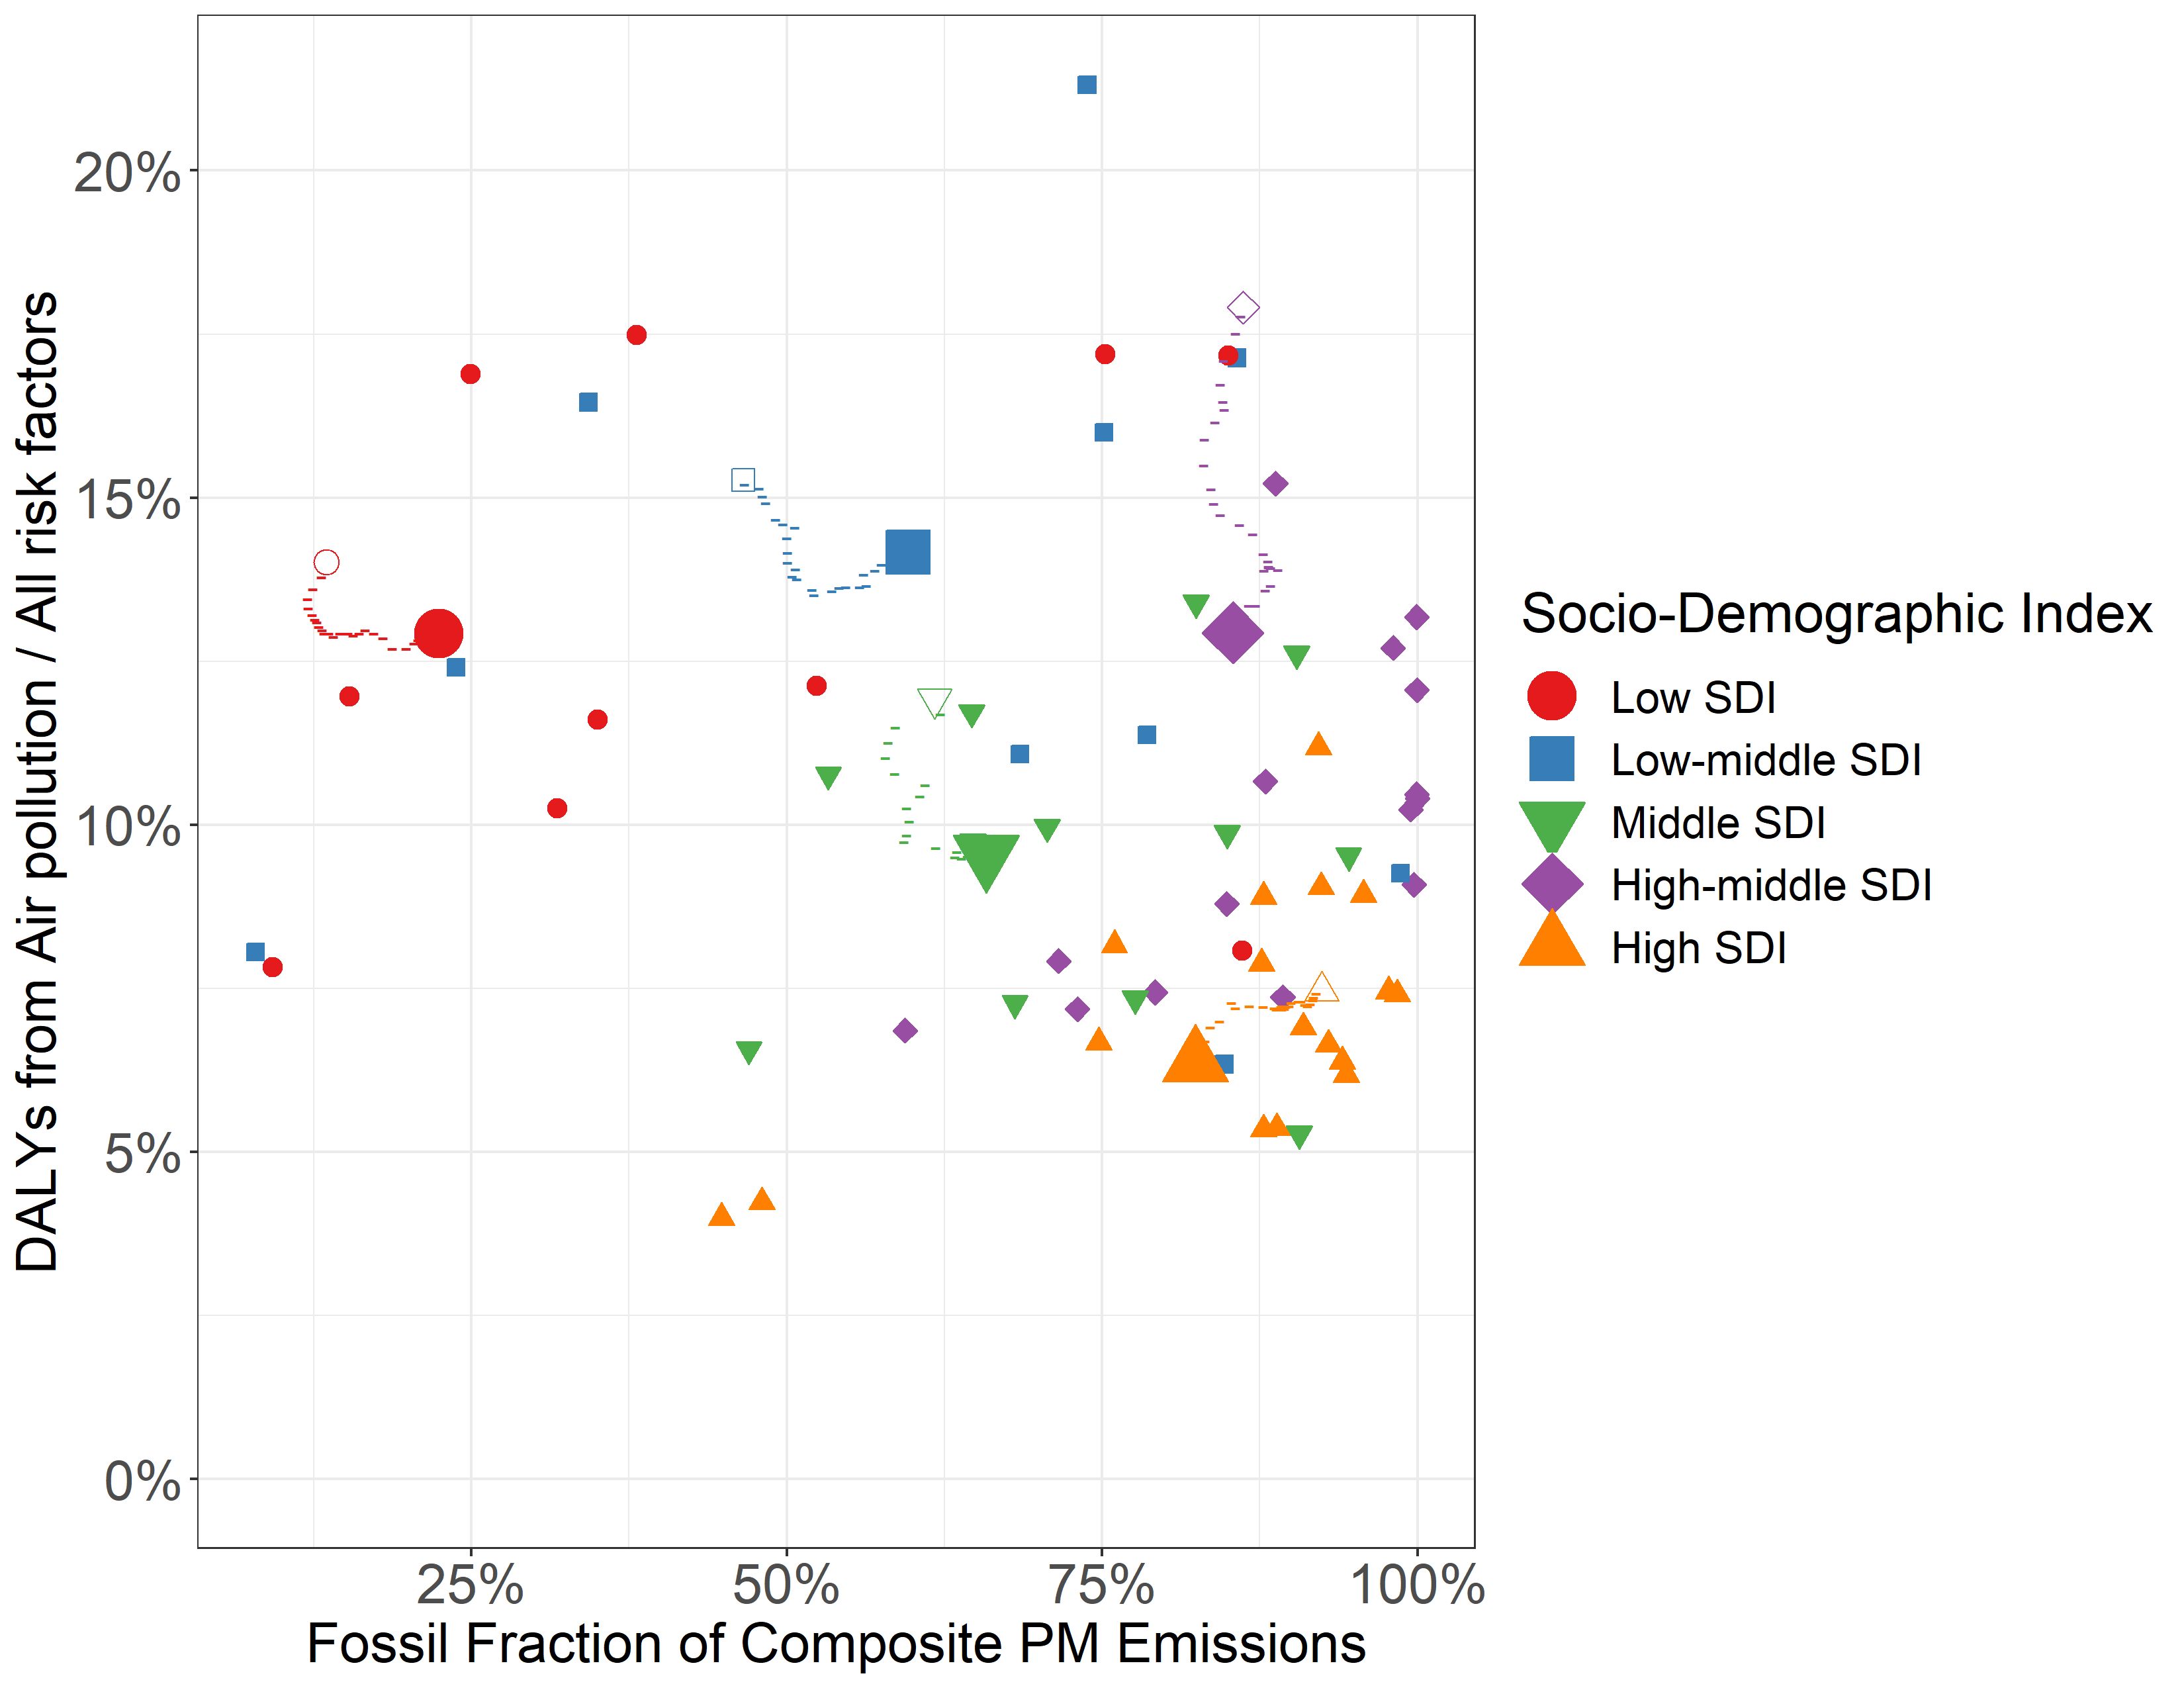 DALYs from Air pollution / All risk factors
20%
15%
10%
5%
0%
25% 50% 75% 100%
Fossil Fraction of Composite PM Emissions
Socio-Demographic Index
Low SDI
Low-middle SDI
Middle SDI
High-middle SDI
High SDI